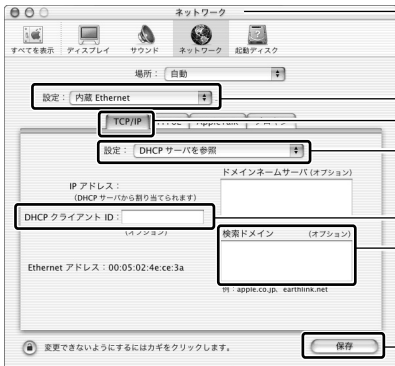 ネットワーク
すべてを表示 ディスプレイ サウンド ネットワーク 起動ディスク
場所： 自動
設定： 内蔵 Ethernet
TCP/IP
設定： DHCP サーバを参照
ドメインネームサーバ (オプション)
IP アドレス：
(DHCP サーバから割り当てられます)
DHCP クライアント ID：
(オプション)
検索ドメイン (オプション)
Ethernet アドレス：00:05:02:4e:ce:3a
例：apple.co.jp、earthlink.net
変更できないようにするにはカギをクリックします。
保存